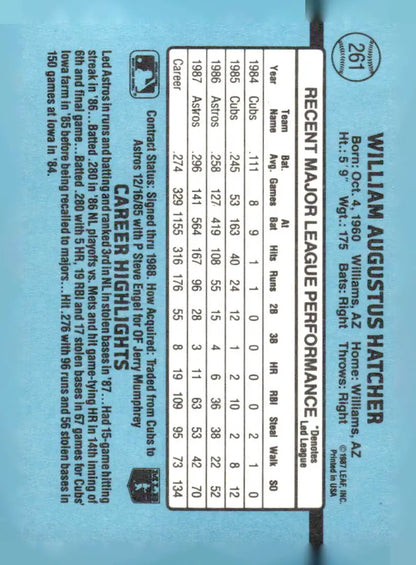 261
WILLIAM AUGUSTUS HATCHER
Born: Oct. 4, 1960 Williams, AZ Home: Williams, AZ
Ht.: 5' 9" Wgt.: 175 Bats: Right Throws: Right
©1987 LEAF, INC.
Printed in USA
RECENT MAJOR LEAGUE PERFORMANCE *Denotes Led League
Year Team Name Bat. Avg. Games At Bat Hits Runs 2B 3B HR RBI Steal Walk SO
1984 Cubs .111 8 9 1 1 0 0 0 0 2 1 0
1985 Cubs .245 53 163 40 24 12 1 2 10 2 8 12
1986 Astros .258 127 419 108 55 15 4 6 36 38 22 52
1987 Astros .296 141 564 167 96 28 3 11 63 53 42 70
Career .274 329 1155 316 176 55 8 19 109 95 73 134
Contract Status: Signed thru 1988 How Acquired: Traded from Cubs to
Astros 12/16/85 with P Steve Engel for OF Jerry Mumphrey
CAREER HIGHLIGHTS
Led Astros in runs and batting and ranked 3rd in NL in stolen bases in '87...Had 15-game hitting
streak in '86...Batted .280 in '86 NL playoffs vs. Mets and hit game-tying HR in 14th inning of
6th and final game...Batted .280 with 5 HR, 19 RBI and 17 stolen bases in 67 games for Cubs'
Iowa farm in '85 before being recalled to majors...Hit .276 with 96 runs and 56 stolen bases in
150 games at Iowa in '84.